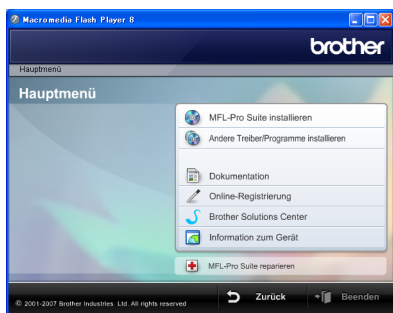 Macromedia Flash Player 8
brother
Hauptmenü
Hauptmenü
MFL-Pro Suite installieren
Andere Treiber/Programme installieren
Dokumentation
Online-Registrierung
Brother Solutions Center
Information zum Gerät
MFL-Pro Suite reparieren
© 2001-2007 Brother Industries Ltd. All rights reserved
Zurück
Beenden